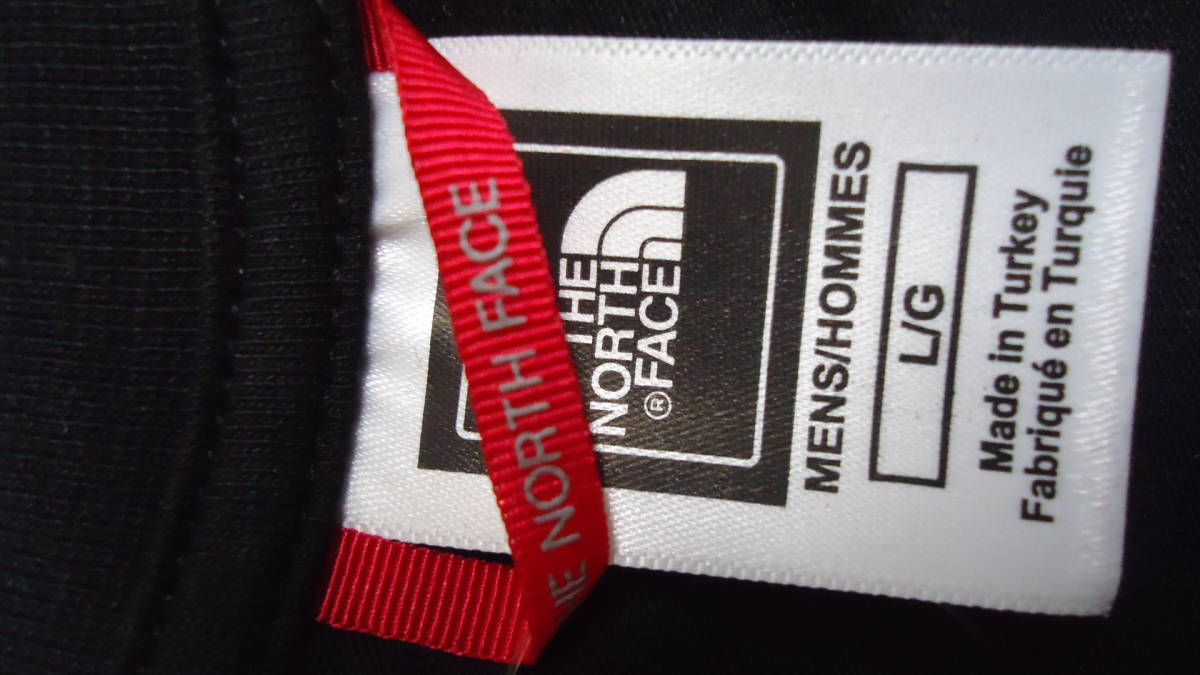 THE
NORTH
FACE®
MENS/HOMMES
L/G
Made in Turkey
Fabriqué en Turquie
NORTH FACE